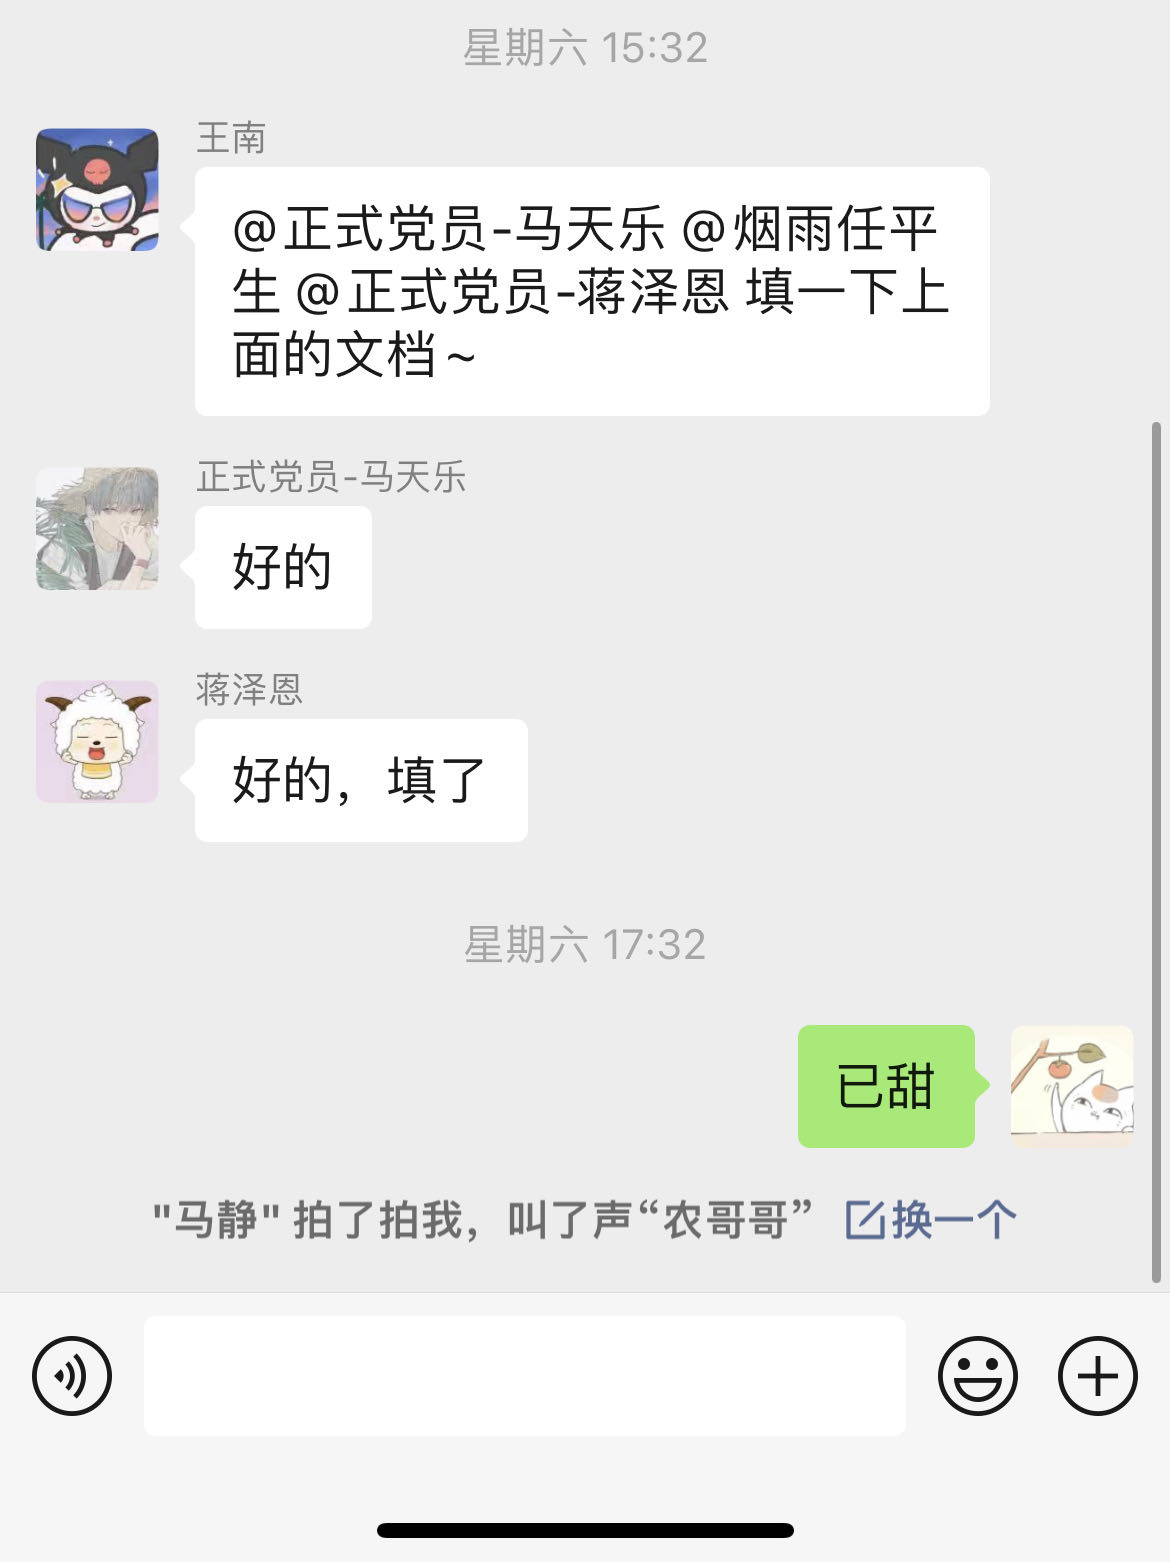 星期六 15:32
王南
@正式党员-马天乐 @烟雨任平
生 @正式党员-蒋泽恩 填一下上
面的文档~
正式党员-马天乐
好的
蒋泽恩
好的，填了
星期六 17:32
已甜
"马静" 拍了拍我，叫了声“农哥哥” 换一个